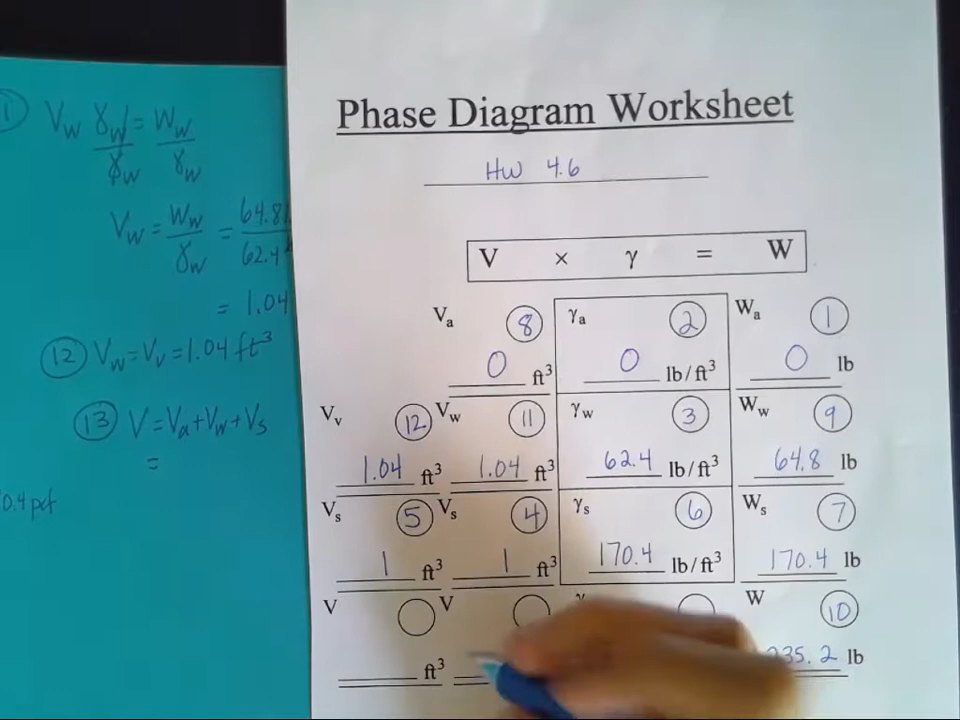 1 Vw γw = Ww
γw γw
Vw = Ww = 64.8
γw 62.4
= 1.04
12 Vw = Vv = 1.04 ft³
13 V = Va + Vw + Vs
=
0.4 pcf
Phase Diagram Worksheet
HW 4.6
V × γ = W
Va 8 γa 2 Wa 1
0 ft³ 0 lb/ft³ 0 lb
Vv 12 Vw 11 γw 3 Ww 9
1.04 ft³ 1.04 ft³ 62.4 lb/ft³ 64.8 lb
Vs 5 Vs 4 γs 6 Ws 7
1 ft³ 1 ft³ 170.4 lb/ft³ 170.4 lb
V V W 10
ft³ 235.2 lb